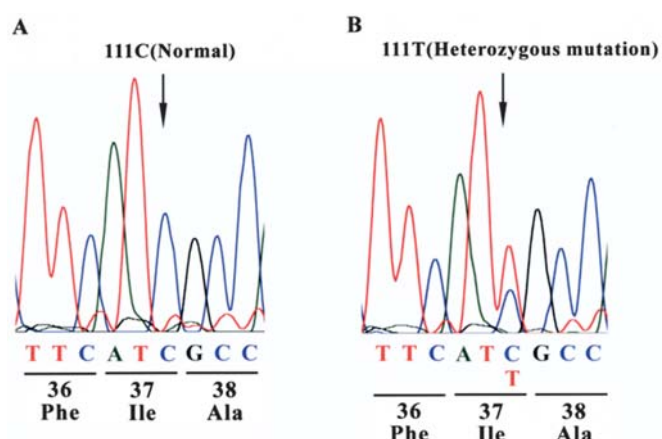 A
111C(Normal)
T T C A T C G C C
36 37 38
Phe Ile Ala
B
111T(Heterozygous mutation)
T T C A T C G C C
T
36 37 38
Phe Ile Ala